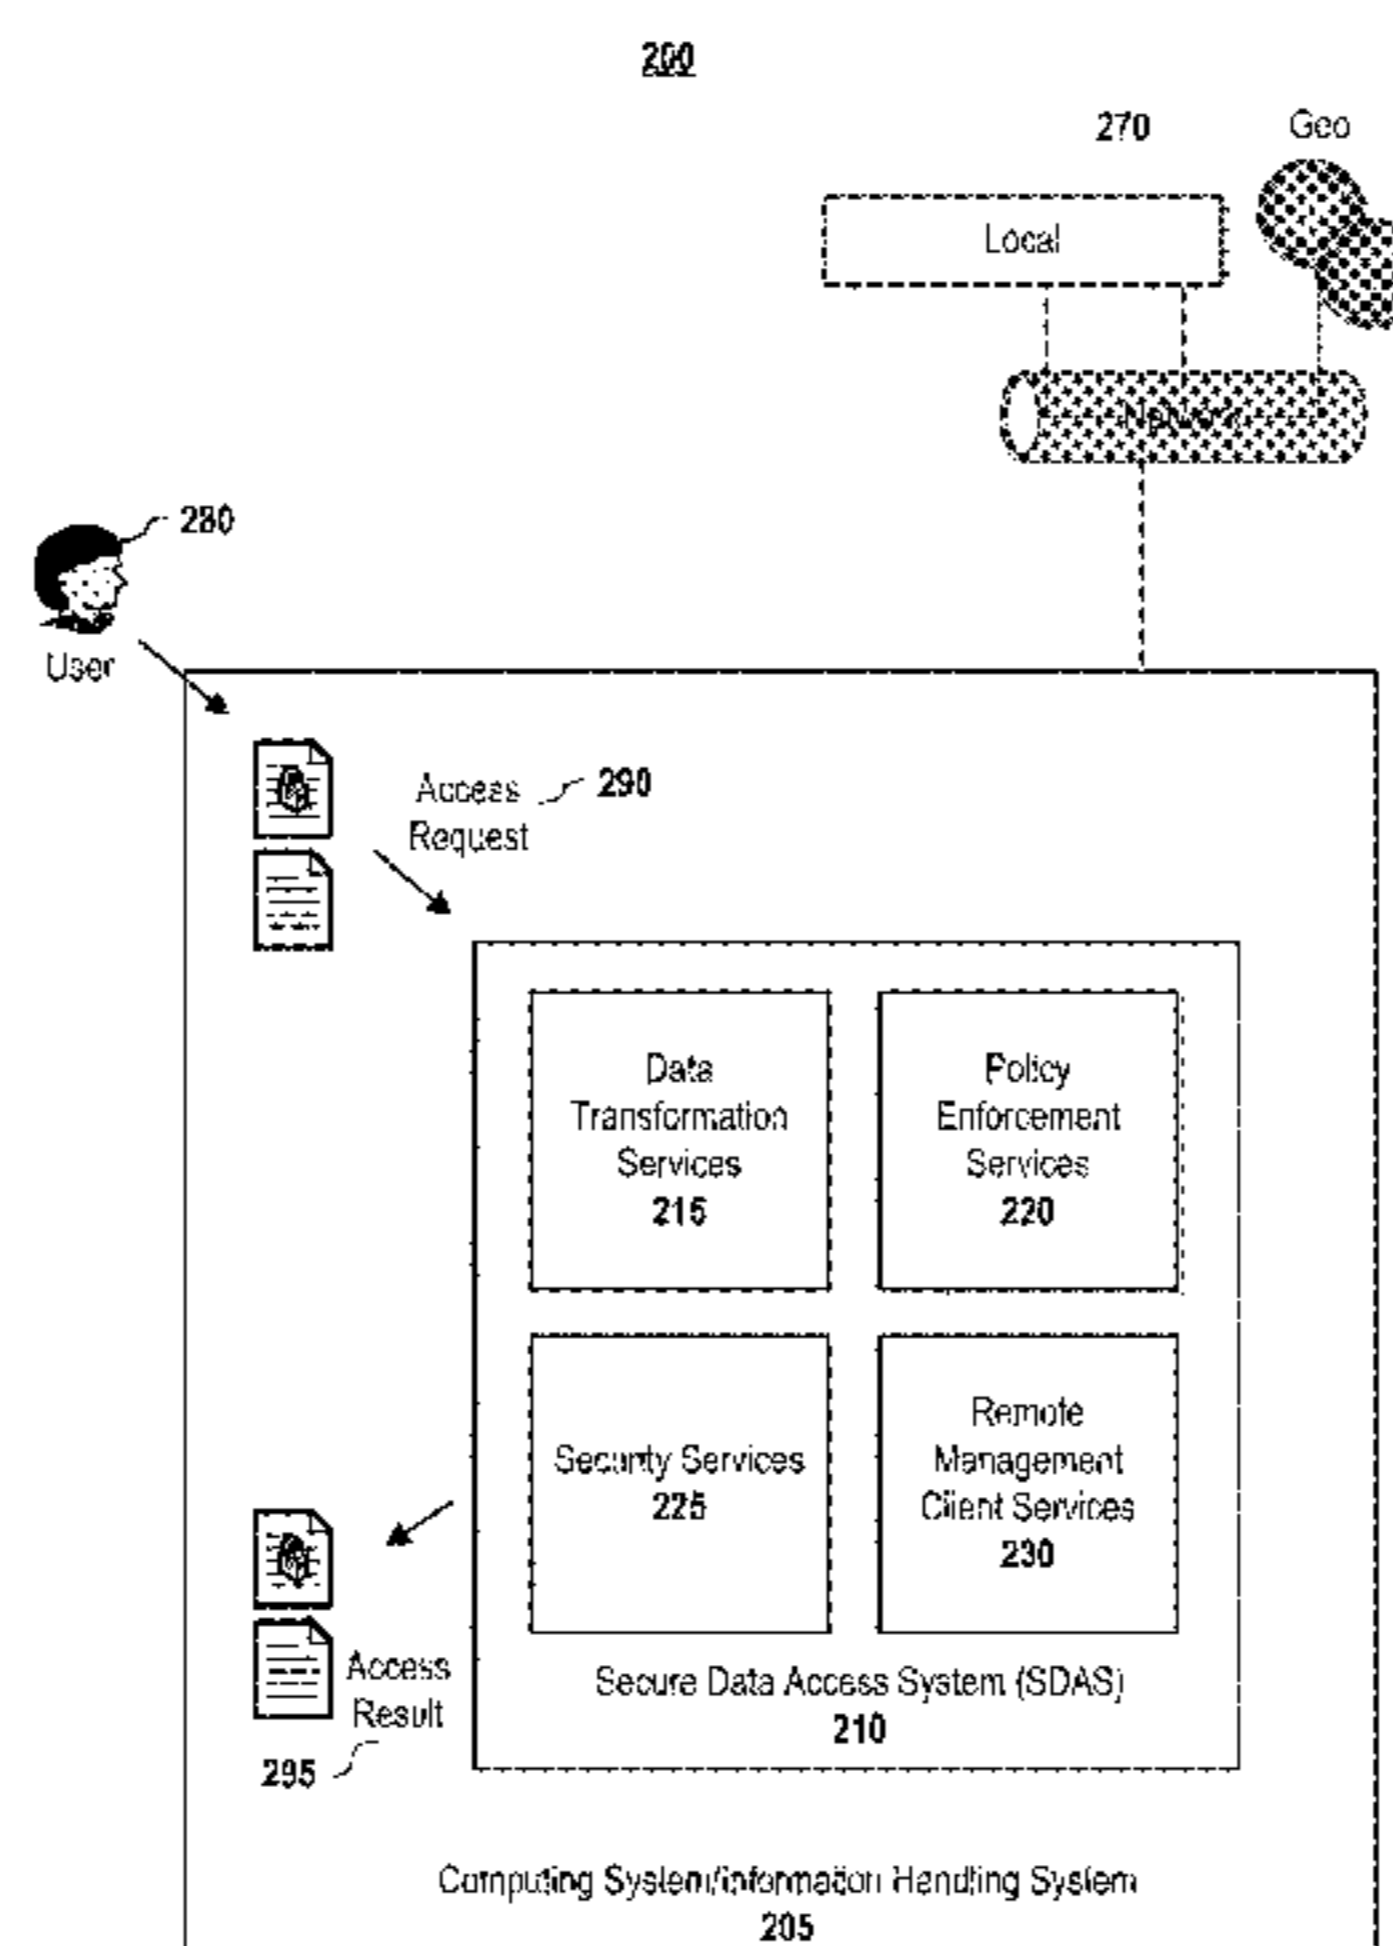 200
270
Geo
Local
Network
280
User
Access
Request
290
Data
Transformation
Services
215
Policy
Enforcement
Services
220
Security Services
225
Remote
Management
Client Services
230
Access
Result
295
Secure Data Access System (SDAS)
210
Computing System/Information Handling System
205